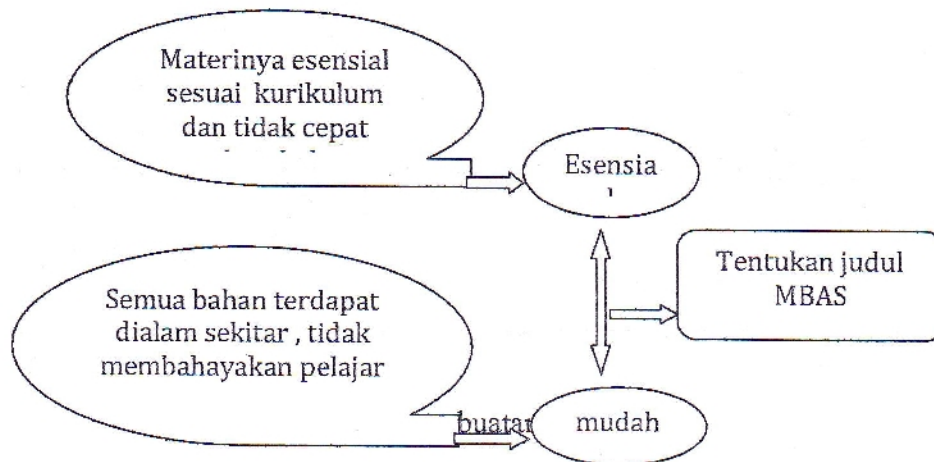 Materinya esensial
sesuai kurikulum
dan tidak cepat
Esensia
Tentukan judul
MBAS
Semua bahan terdapat
dialam sekitar , tidak
membahayakan pelajar
buatan
mudah